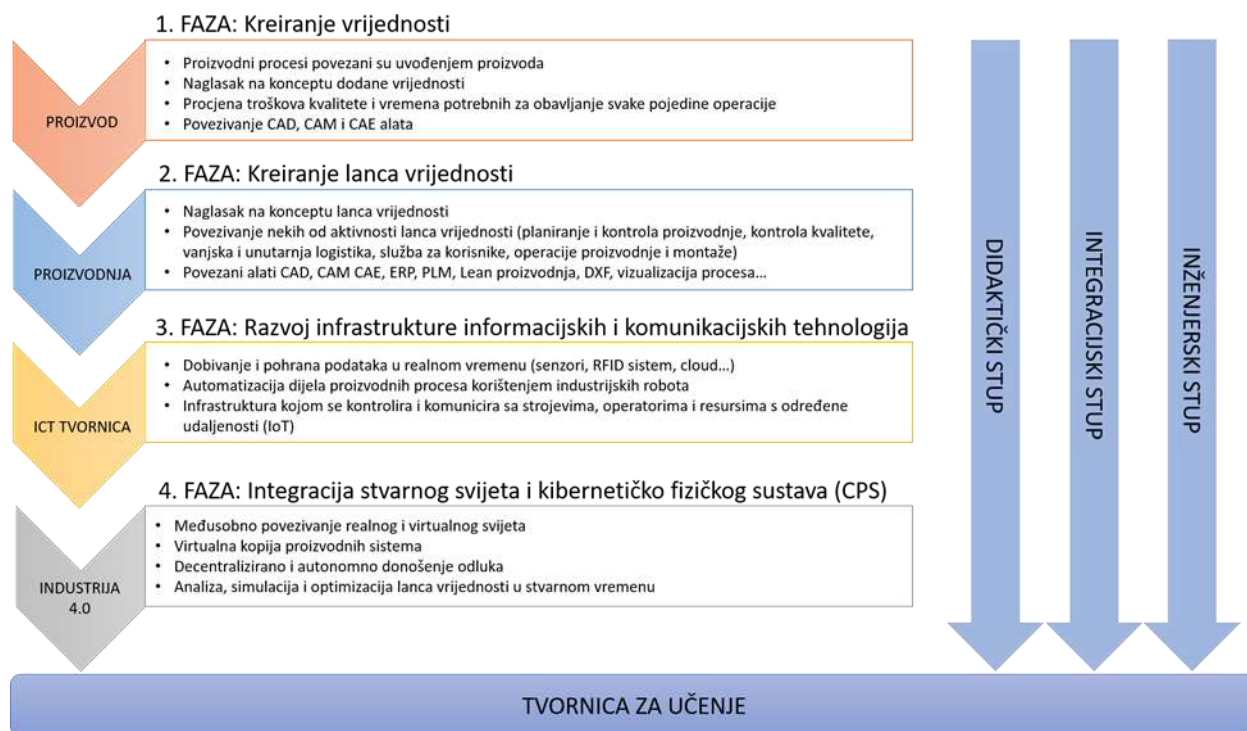 1. FAZA: Kreiranje vrijednosti
PROIZVOD
• Proizvodni procesi povezani su uvođenjem proizvoda
• Naglasak na konceptu dodane vrijednosti
• Procjena troškova kvalitete i vremena potrebnih za obavljanje svake pojedine operacije
• Povezivanje CAD, CAM i CAE alata
2. FAZA: Kreiranje lanca vrijednosti
PROIZVODNJA
• Naglasak na konceptu lanca vrijednosti
• Povezivanje nekih od aktivnosti lanca vrijednosti (planiranje i kontrola proizvodnje, kontrola kvalitete,
vanjska i unutarnja logistika, služba za korisnike, operacije proizvodnje i montaže)
• Povezani alati CAD, CAM CAE, ERP, PLM, Lean proizvodnja, DXF, vizualizacija procesa...
3. FAZA: Razvoj infrastrukture informacijskih i komunikacijskih tehnologija
ICT TVORNICA
• Dobivanje i pohrana podataka u realnom vremenu (senzori, RFID sistem, cloud...)
• Automatizacija dijela proizvodnih procesa korištenjem industrijskih robota
• Infrastruktura kojom se kontrolira i komunicira sa strojevima, operatorima i resursima s određene
udaljenosti (IoT)
4. FAZA: Integracija stvarnog svijeta i kibernetičko fizičkog sustava (CPS)
INDUSTRIJA
4.0
• Međusobno povezivanje realnog i virtualnog svijeta
• Virtualna kopija proizvodnih sistema
• Decentralizirano i autonomno donošenje odluka
• Analiza, simulacija i optimizacija lanca vrijednosti u stvarnom vremenu
DIDAKTIČKI STUP
INTEGRACIJSKI STUP
INŽENJERSKI STUP
TVORNICA ZA UČENJE